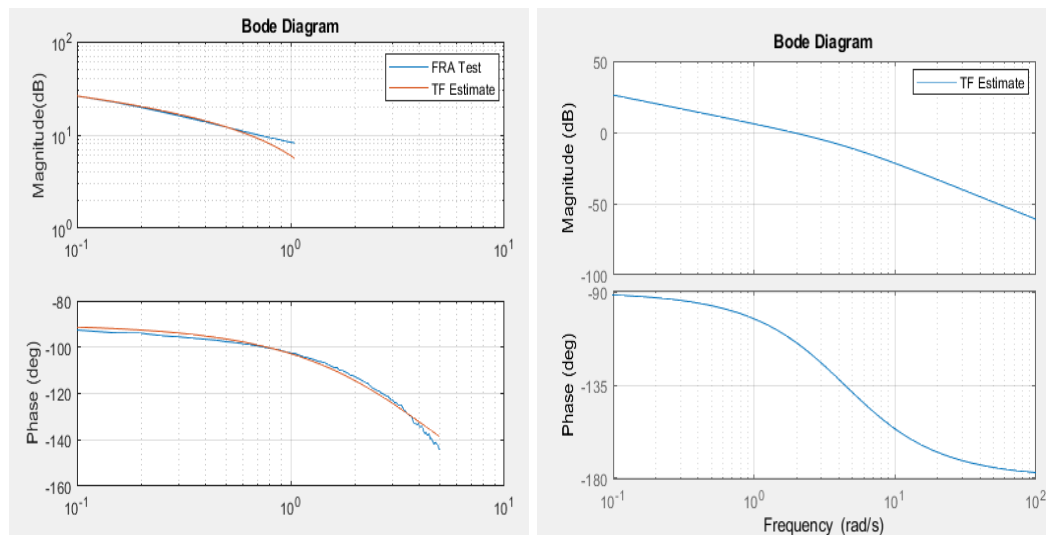 Bode Diagram
10^2
FRA Test
TF Estimate
Magnitude(dB)
10^1
10^0
10^-1 10^0 10^1
-80
-100
Phase (deg)
-120
-140
-160
10^-1 10^0 10^1
Bode Diagram
50
TF Estimate
Magnitude (dB)
0
-50
-100
-90
Phase (deg)
-135
-180
10^-1 10^0 10^1 10^2
Frequency (rad/s)